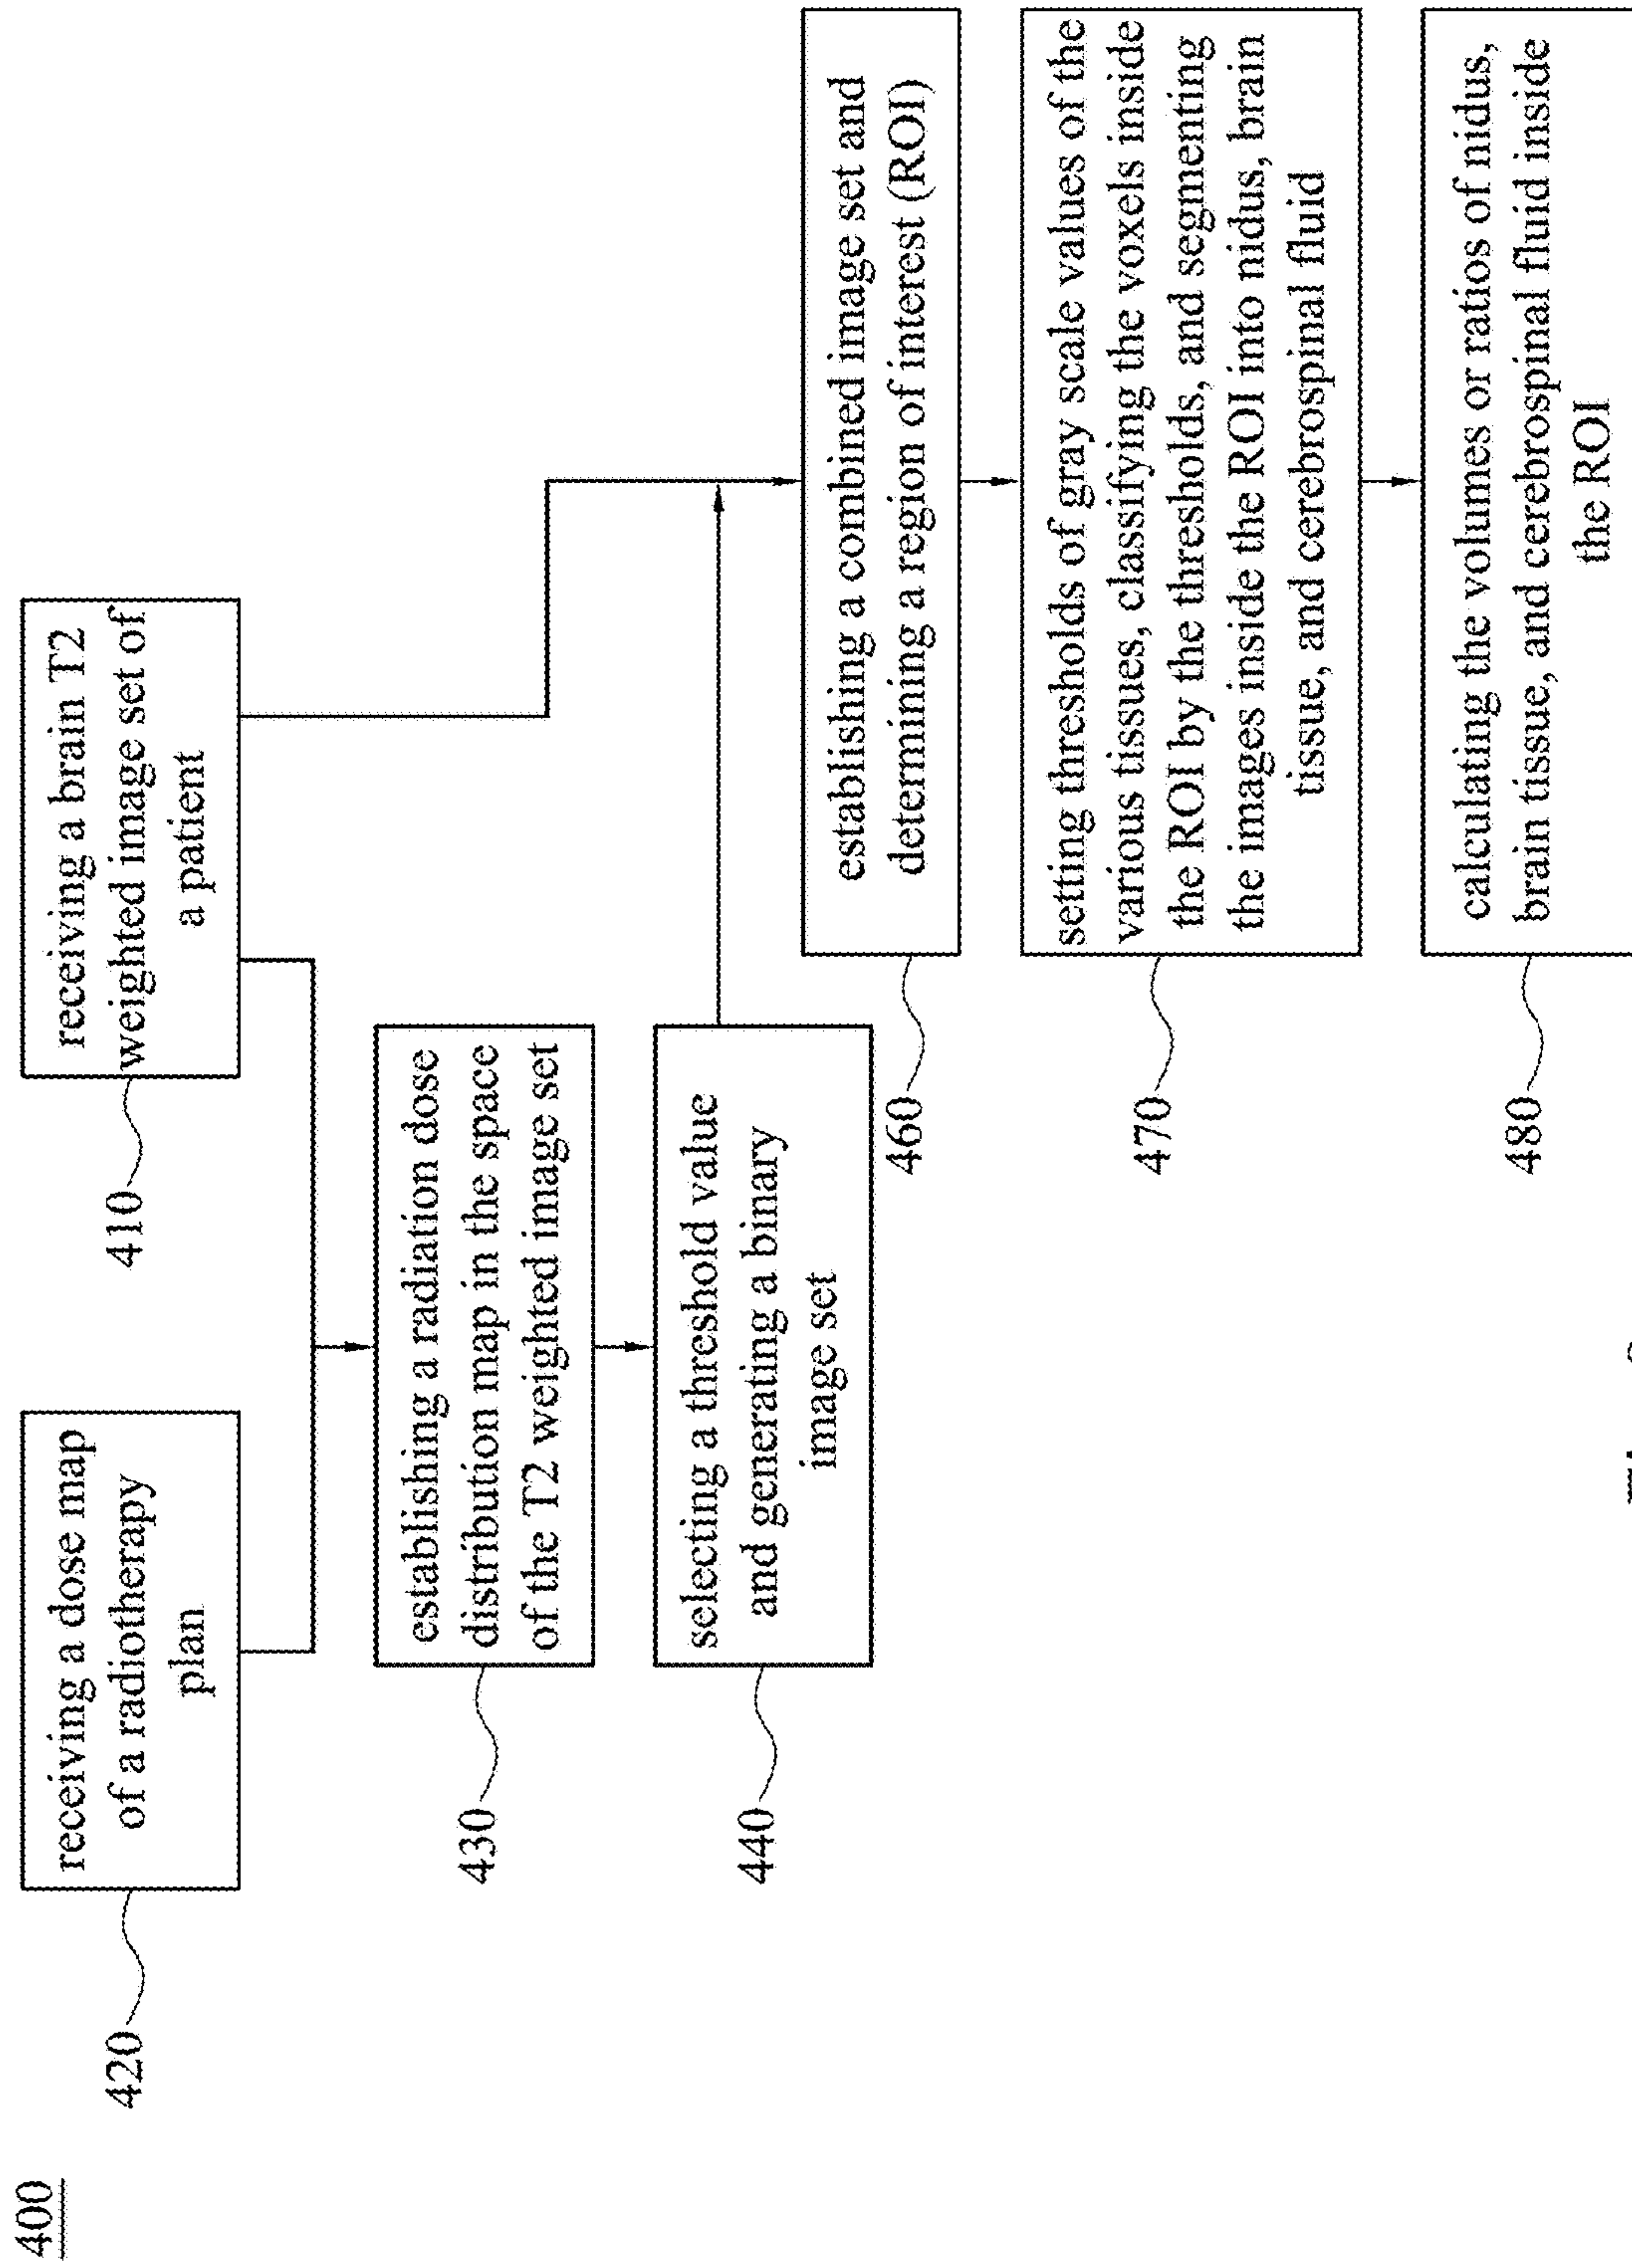 400
420
receiving a dose map
of a radiotherapy
plan
410
receiving a brain T2
weighted image set of
a patient
430
establishing a radiation dose
distribution map in the space
of the T2 weighted image set
440
selecting a threshold value
and generating a binary
image set
460
establishing a combined image set and
determining a region of interest (ROI)
470
setting thresholds of gray scale values of the
various tissues, classifying the voxels inside
the ROI by the thresholds, and segmenting
the images inside the ROI into nidus, brain
tissue, and cerebrospinal fluid
480
calculating the volumes or ratios of nidus,
brain tissue, and cerebrospinal fluid inside
the ROI